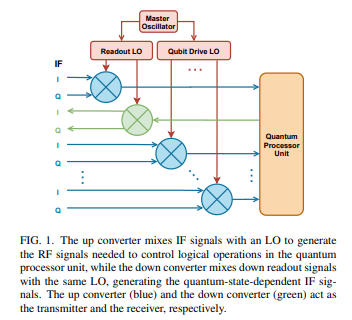 Master
Oscillator
Readout LO
Qubit Drive LO
...
IF
I
Q
I
Q
I
Q
I
Q
Quantum
Processor
Unit
FIG. 1. The up converter mixes IF signals with an LO to generate
the RF signals needed to control logical operations in the quantum
processor unit, while the down converter mixes down readout signals
with the same LO, generating the quantum-state-dependent IF sig-
nals. The up converter (blue) and the down converter (green) act as
the transmitter and the receiver, respectively.